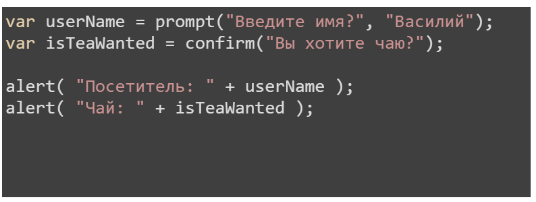 var userName = prompt("Введите имя?", "Василий");
var isTeaWanted = confirm("Вы хотите чаю?");
alert( "Посетитель: " + userName );
alert( "Чай: " + isTeaWanted );